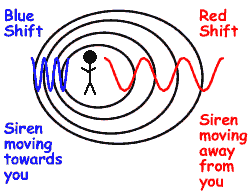 Blue
Shift
Red
Shift
Siren
moving
towards
you
Siren
moving
away
from
you